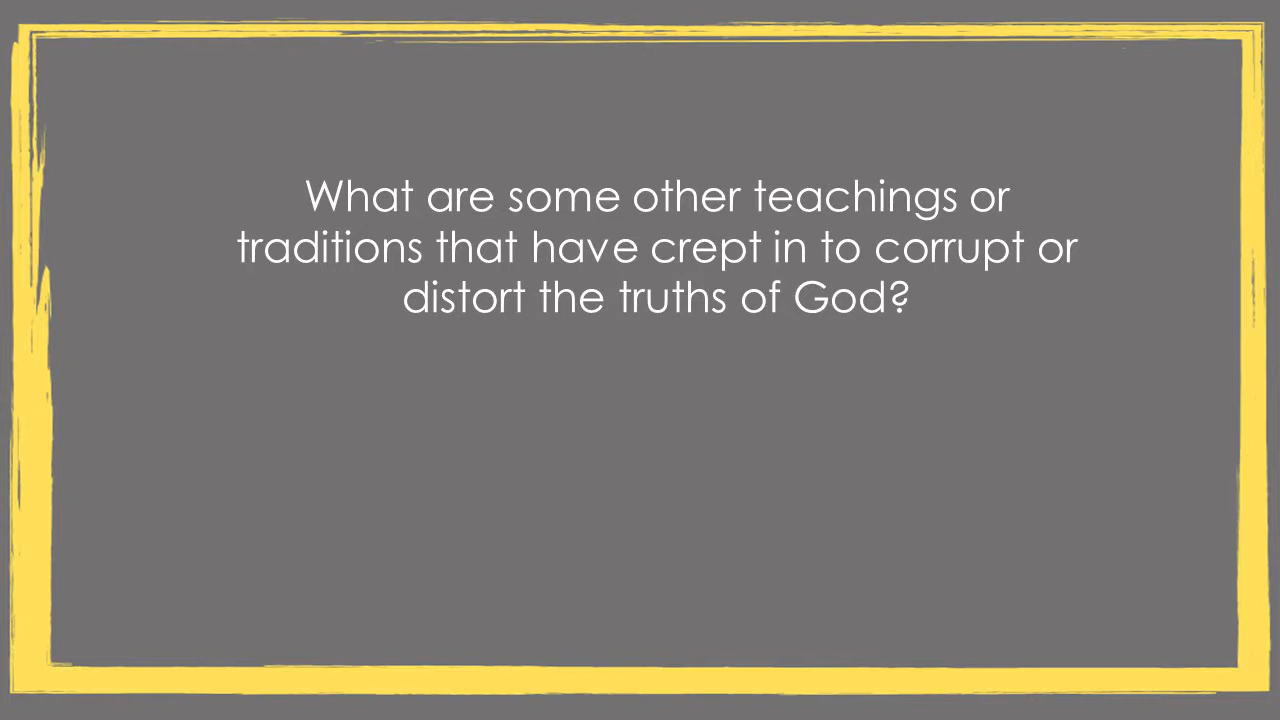 What are some other teachings or
traditions that have crept in to corrupt or
distort the truths of God?